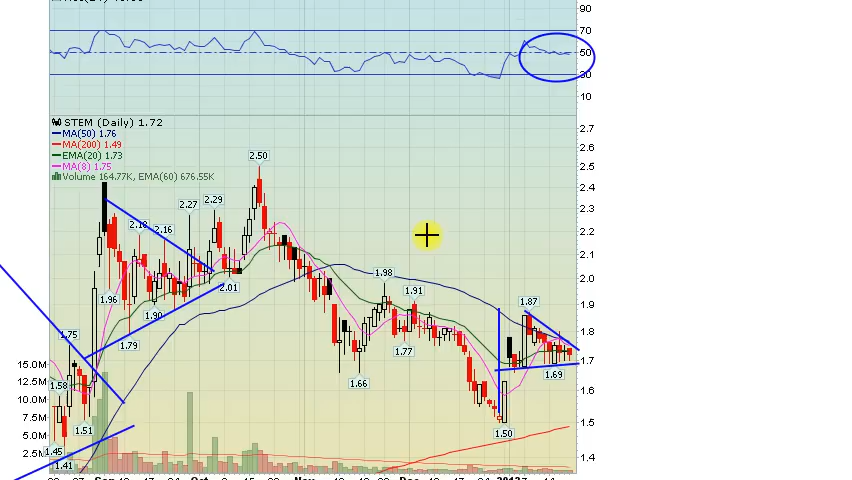 90
70
50
30
10
STEM (Daily) 1.72
MA(50) 1.76
MA(200) 1.49
EMA(20) 1.73
MA(8) 1.75
Volume 164.77K, EMA(60) 676.55K
2.7
2.6
2.5
2.4
2.3
2.2
2.1
2.0
1.9
1.8
1.7
1.6
1.5
1.4
2.50
2.27
2.29
2.18
2.16
2.01
1.96
1.90
1.79
1.75
1.58
1.51
1.45
1.41
1.98
1.91
1.77
1.66
1.87
1.69
1.50
15.0M
12.5M
10.0M
7.5M
5.0M
2.5M
Sep
Oct
Nov
Dec
2012